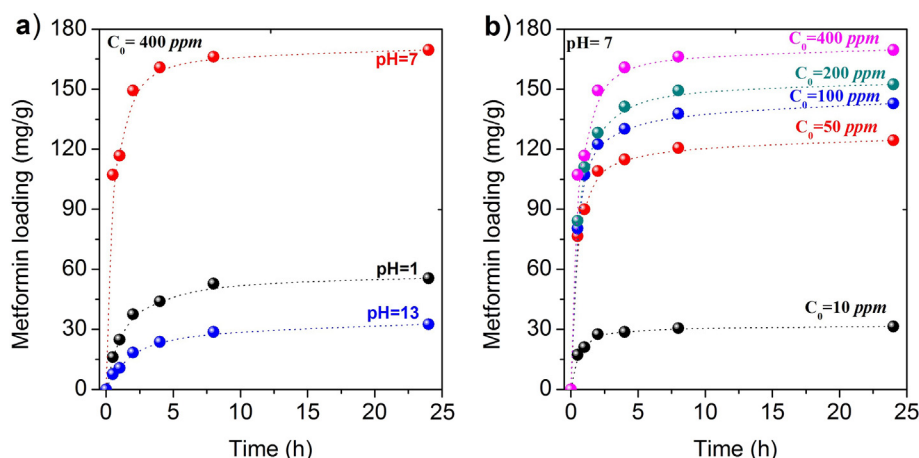 a)
C₀= 400 ppm
pH=7
pH=1
pH=13
Metformin loading (mg/g)
180
150
120
90
60
30
0
0 5 10 15 20 25
Time (h)
b)
pH= 7
C₀=400 ppm
C₀=200 ppm
C₀=100 ppm
C₀=50 ppm
C₀=10 ppm
Metformin loading (mg/g)
180
150
120
90
60
30
0
0 5 10 15 20 25
Time (h)